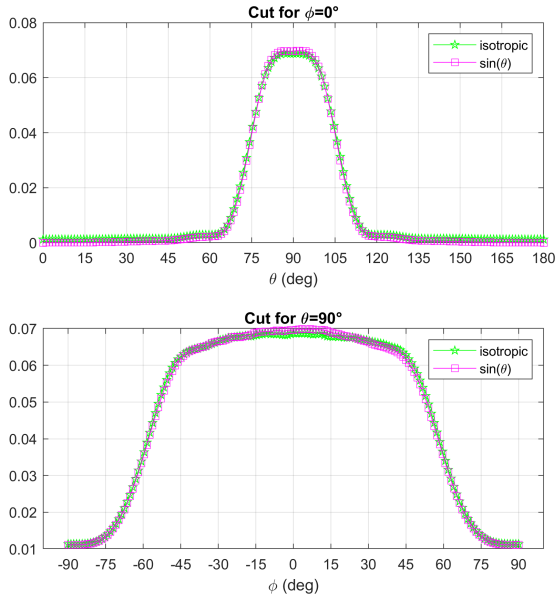 Cut for ϕ=0°
0.08
0.06
0.04
0.02
0
isotropic
sin(θ)
0 15 30 45 60 75 90 105 120 135 155 165 180
θ (deg)
Cut for θ=90°
0.07
0.06
0.05
0.04
0.03
0.02
0.01
isotropic
sin(θ)
-90 -75 -60 -45 -30 -15 0 15 30 45 60 75 90
ϕ (deg)